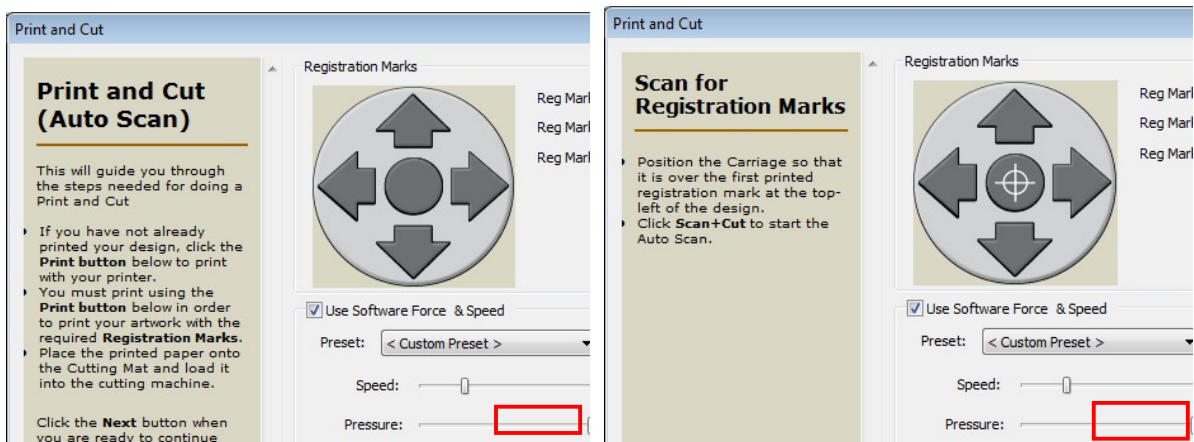 Print and Cut
Print and Cut
(Auto Scan)
This will guide you through
the steps needed for doing a
Print and Cut
If you have not already
printed your design, click the
Print button below to print
with your printer.
You must print using the
Print button below in order
to print your artwork with the
required Registration Marks.
Place the printed paper onto
the Cutting Mat and load it
into the cutting machine.
Click the Next button when
you are ready to continue
Registration Marks
Reg Mar
Reg Mar
Reg Mar
Use Software Force & Speed
Preset: < Custom Preset >
Speed:
Pressure:
Print and Cut
Scan for
Registration Marks
Position the Carriage so that
it is over the first printed
registration mark at the top-
left of the design.
Click Scan+Cut to start the
Auto Scan.
Registration Marks
Reg Mar
Reg Mar
Reg Mar
Use Software Force & Speed
Preset: < Custom Preset >
Speed:
Pressure: